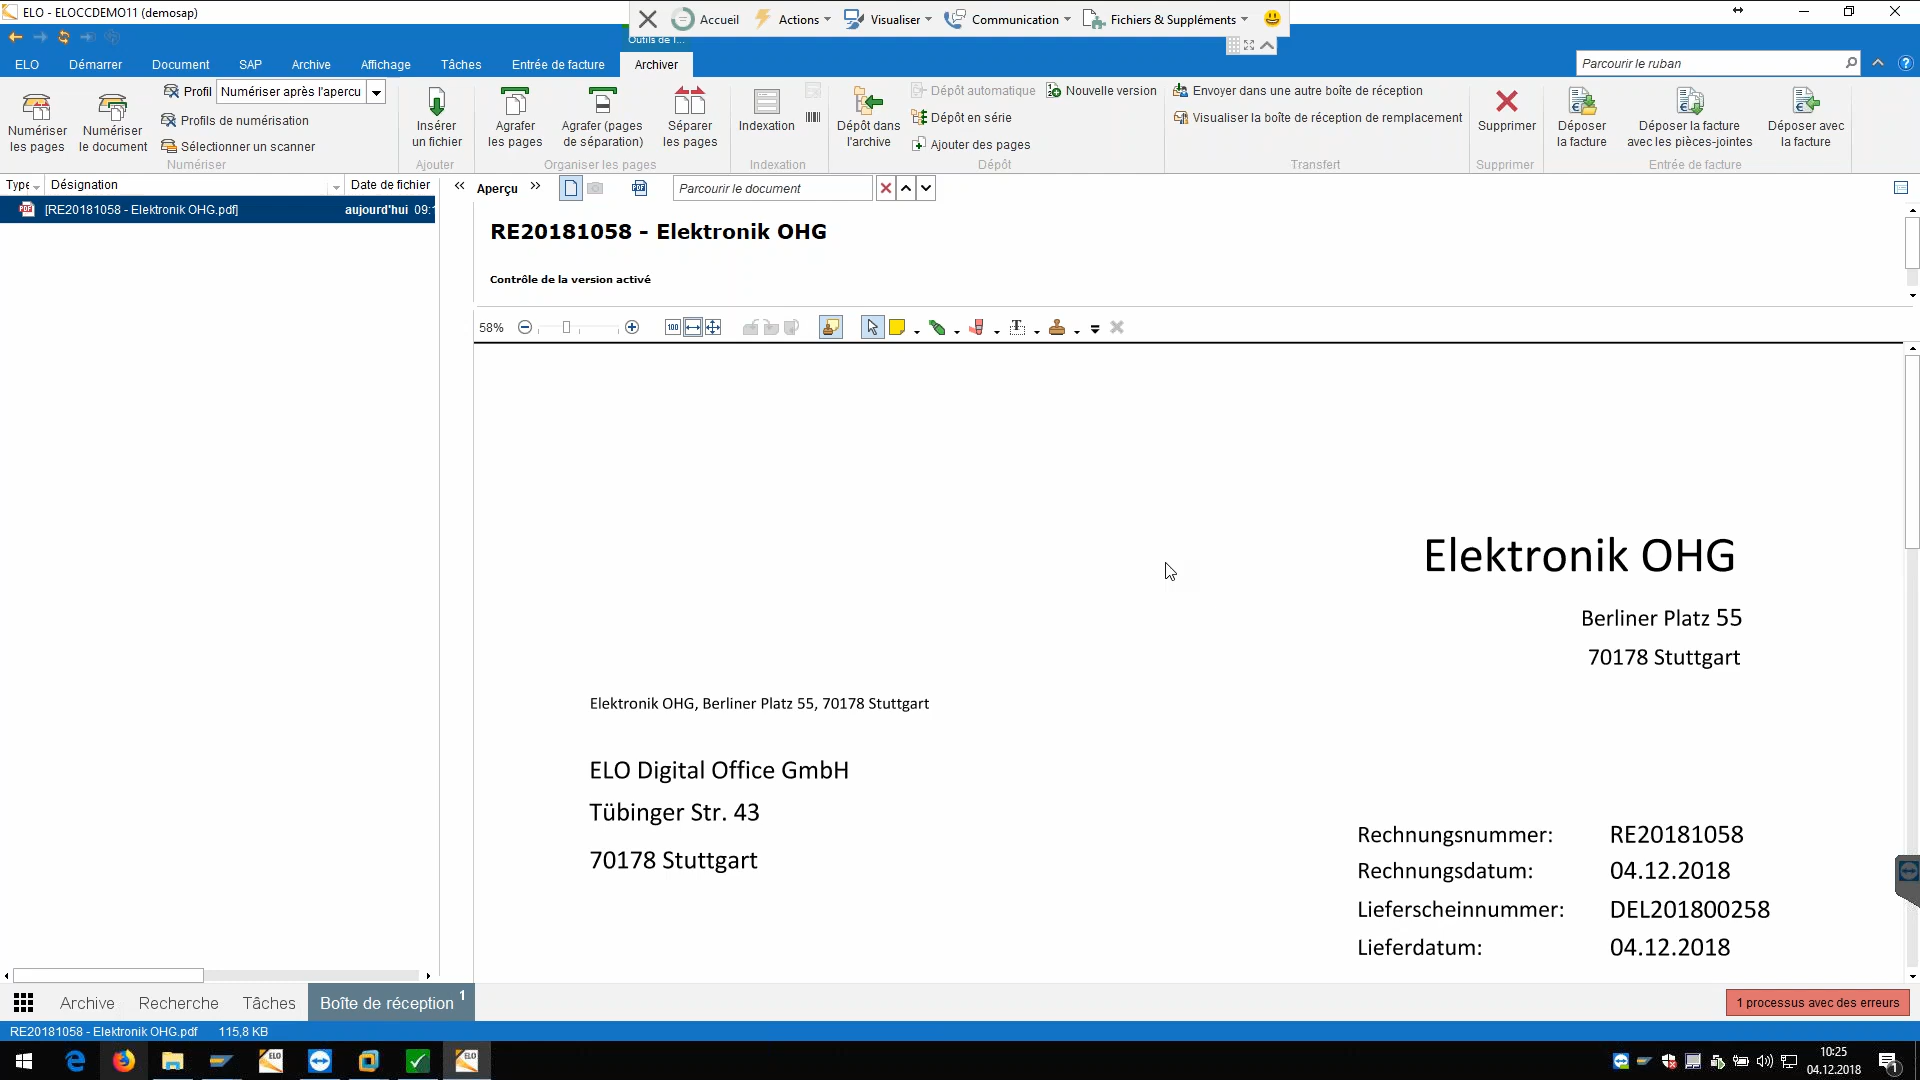 ELO - ELOCCDEMO11 (demosap)
Accueil
Actions
Visualiser
Communication
Fichiers & Suppléments
Outils de l...
ELO
Démarrer
Document
SAP
Archive
Affichage
Tâches
Entrée de facture
Archiver
Parcourir le ruban
Numériser
les pages
Numériser
le document
Profil
Numériser après l'apercu
Profils de numérisation
Sélectionner un scanner
Numériser
Insérer
un fichier
Ajouter
Agrafer
les pages
Agrafer (pages
de séparation)
Séparer
les pages
Organiser les pages
Indexation
Indexation
Dépôt dans
l'archive
Dépôt automatique
Dépôt en série
Ajouter des pages
Nouvelle version
Dépôt
Envoyer dans une autre boîte de réception
Visualiser la boîte de réception de remplacement
Transfert
Supprimer
Supprimer
Déposer
la facture
Déposer la facture
avec les pièces-jointes
Déposer avec
la facture
Entrée de facture
Type
Désignation
Date de fichier
[RE20181058 - Elektronik OHG.pdf]
aujourd'hui
Aperçu
PDF
Parcourir le document
RE20181058 - Elektronik OHG
Contrôle de la version activé
58%
100
Elektronik OHG
Berliner Platz 55
70178 Stuttgart
Elektronik OHG, Berliner Platz 55, 70178 Stuttgart
ELO Digital Office GmbH
Tübinger Str. 43
70178 Stuttgart
Rechnungsnummer: RE20181058
Rechnungsdatum: 04.12.2018
Lieferscheinnummer: DEL201800258
Lieferdatum: 04.12.2018
Archive
Recherche
Tâches
Boîte de réception 1
1 processus avec des erreurs
RE20181058 - Elektronik OHG.pdf 115,8 KB
10:25
04.12.2018
1